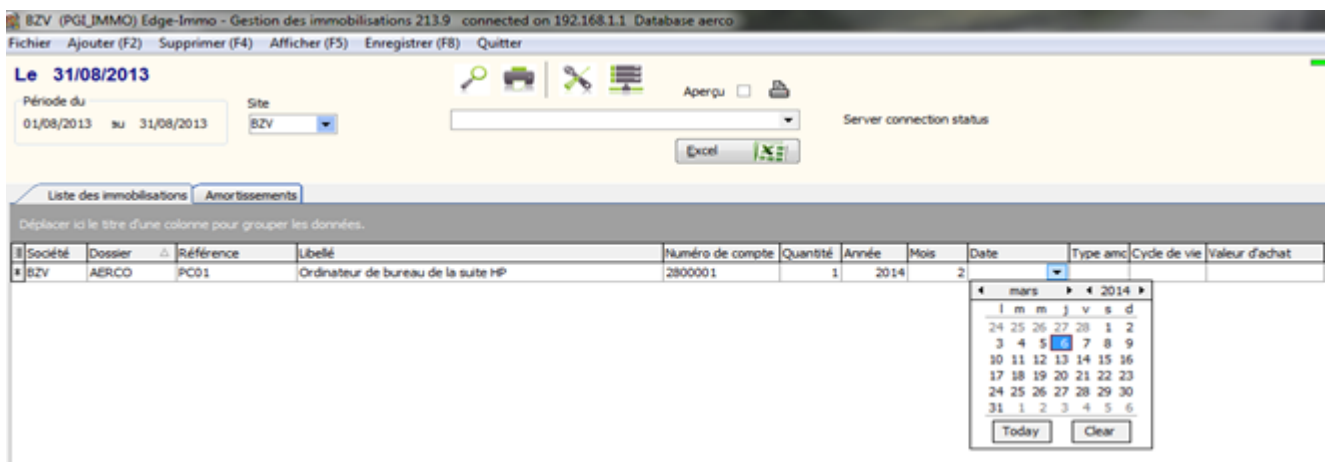 BZV (PGI_IMMO) Edge-Immo - Gestion des immobilisations 213.9 connected on 192.168.1.1 Database aerco
Fichier Ajouter (F2) Supprimer (F4) Afficher (F5) Enregistrer (F8) Quitter
Le 31/08/2013
Aperçu
Période du
Site
01/08/2013 au 31/08/2013 BZV Server connection status
Excel
Liste des immobilisations Amortissements
Déplacer ici le titre d'une colonne pour grouper les données.
Société Dossier Référence Libellé Numéro de compte Quantité Année Mois Date Type amc Cycle de vie Valeur d'achat
BZV AERCO PC01 Ordinateur de bureau de la suite HP 2800001 1 2014 2
mars 2014
l m m j v s d
24 25 26 27 28 1 2
3 4 5 6 7 8 9
10 11 12 13 14 15 16
17 18 19 20 21 22 23
24 25 26 27 28 29 30
31 1 2 3 4 5 6
Today Clear